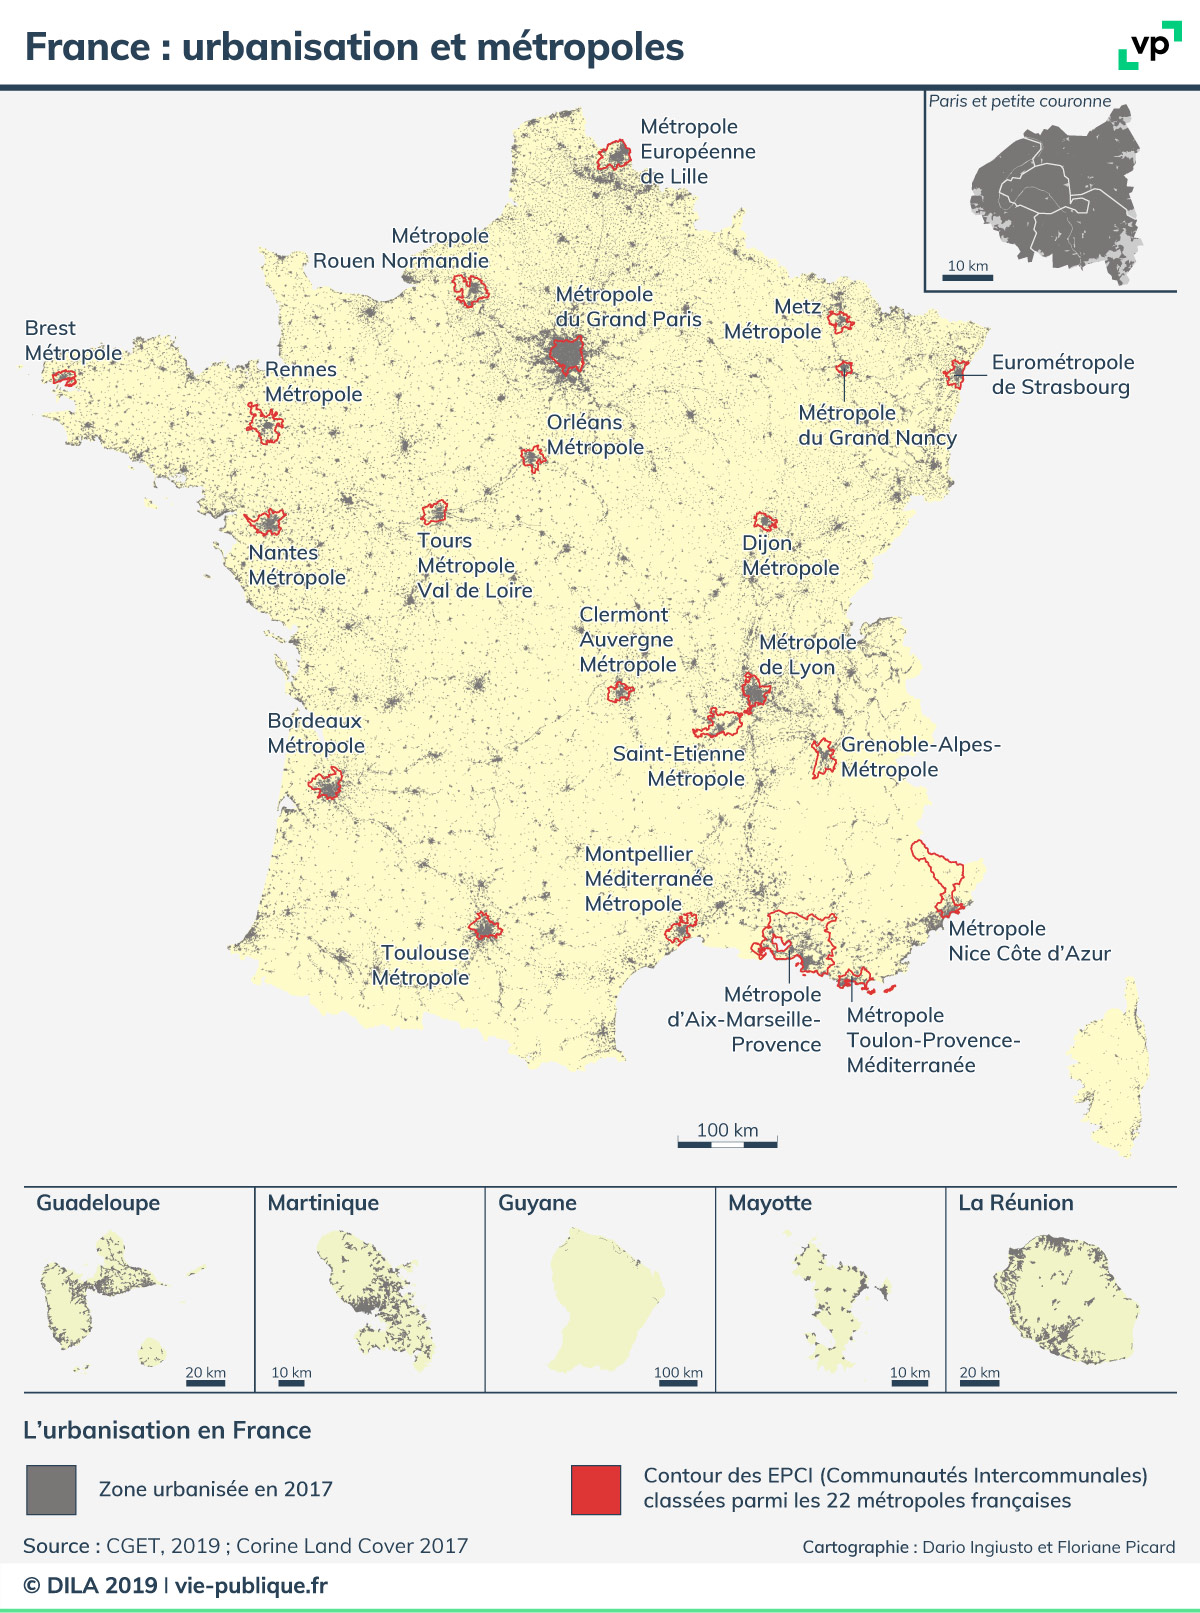 France : urbanisation et métropoles
vp
Paris et petite couronne
10 km
Métropole
Européenne
de Lille
Métropole
Rouen Normandie
Métropole
du Grand Paris
Metz
Métropole
Brest
Métropole
Rennes
Métropole
Eurométropole
de Strasbourg
Métropole
du Grand Nancy
Orléans
Métropole
Nantes
Métropole
Tours
Métropole
Val de Loire
Dijon
Métropole
Clermont
Auvergne
Métropole
Métropole
de Lyon
Bordeaux
Métropole
Saint-Etienne
Métropole
Grenoble-Alpes-
Métropole
Montpellier
Méditerranée
Métropole
Toulouse
Métropole
Métropole
Nice Côte d’Azur
Métropole
d’Aix-Marseille-
Provence
Métropole
Toulon-Provence-
Méditerranée
100 km
Guadeloupe
20 km
Martinique
10 km
Guyane
100 km
Mayotte
10 km
La Réunion
20 km
L’urbanisation en France
Zone urbanisée en 2017
Contour des EPCI (Communautés Intercommunales)
classées parmi les 22 métropoles françaises
Source : CGET, 2019 ; Corine Land Cover 2017
Cartographie : Dario Ingiusto et Floriane Picard
© DILA 2019 I vie-publique.fr